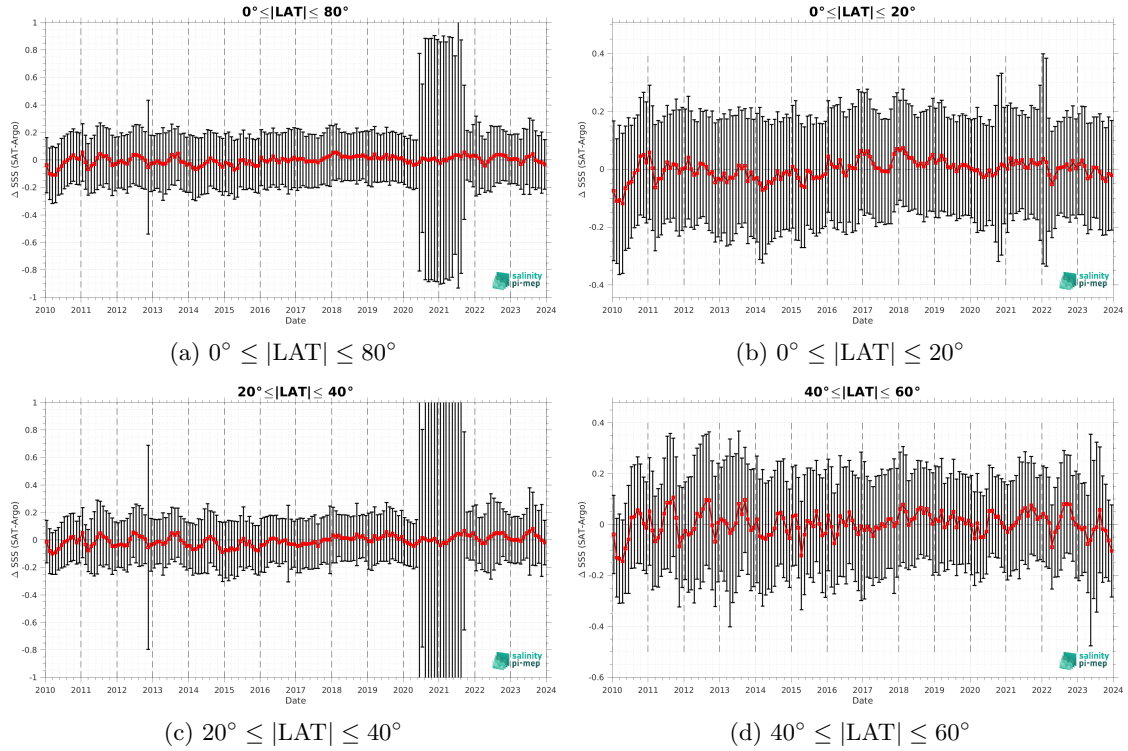 0°≤|LAT|≤ 80°
Δ SSS (SAT-Argo)
1
0.8
0.6
0.4
0.2
0
-0.2
-0.4
-0.6
-0.8
-1
2010 2011 2012 2013 2014 2015 2016 2017 2018 2019 2020 2021 2022 2023 2024
Date
salinity
pi-mep
(a) 0° ≤ |LAT| ≤ 80°
0°≤|LAT|≤ 20°
Δ SSS (SAT-Argo)
0.4
0.2
0
-0.2
-0.4
2010 2011 2012 2013 2014 2015 2016 2017 2018 2019 2020 2021 2022 2023 2024
Date
salinity
pi-mep
(b) 0° ≤ |LAT| ≤ 20°
20°≤|LAT|≤ 40°
Δ SSS (SAT-Argo)
1
0.8
0.6
0.4
0.2
0
-0.2
-0.4
-0.6
-0.8
-1
2010 2011 2012 2013 2014 2015 2016 2017 2018 2019 2020 2021 2022 2023 2024
Date
salinity
pi-mep
(c) 20° ≤ |LAT| ≤ 40°
40°≤|LAT|≤ 60°
Δ SSS (SAT-Argo)
0.4
0.2
0
-0.2
-0.4
-0.6
2010 2011 2012 2013 2014 2015 2016 2017 2018 2019 2020 2021 2022 2023 2024
Date
salinity
pi-mep
(d) 40° ≤ |LAT| ≤ 60°